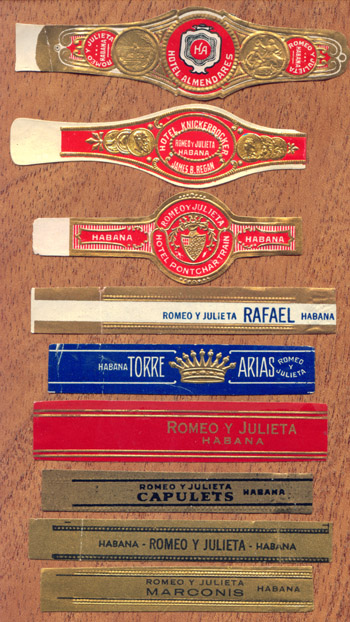 ROMEO Y JULIETA
HABANA
HA
HOTEL ALMENDARES
ROMEO Y JULIETA
HABANA
HOTEL KNICKERBOCKER
ROMEO Y JULIETA
HABANA
JAMES B. REGAN
ROMEO Y JULIETA
HABANA
HABANA
HOTEL PONTCHARTRAIN
ROMEO Y JULIETA RAFAEL HABANA
HABANA TORRE ARIAS ROMEO Y JULIETA
ROMEO Y JULIETA
HABANA
ROMEO Y JULIETA
CAPULETS HABANA
HABANA - ROMEO Y JULIETA - HABANA
ROMEO Y JULIETA
MARCONIS HABANA